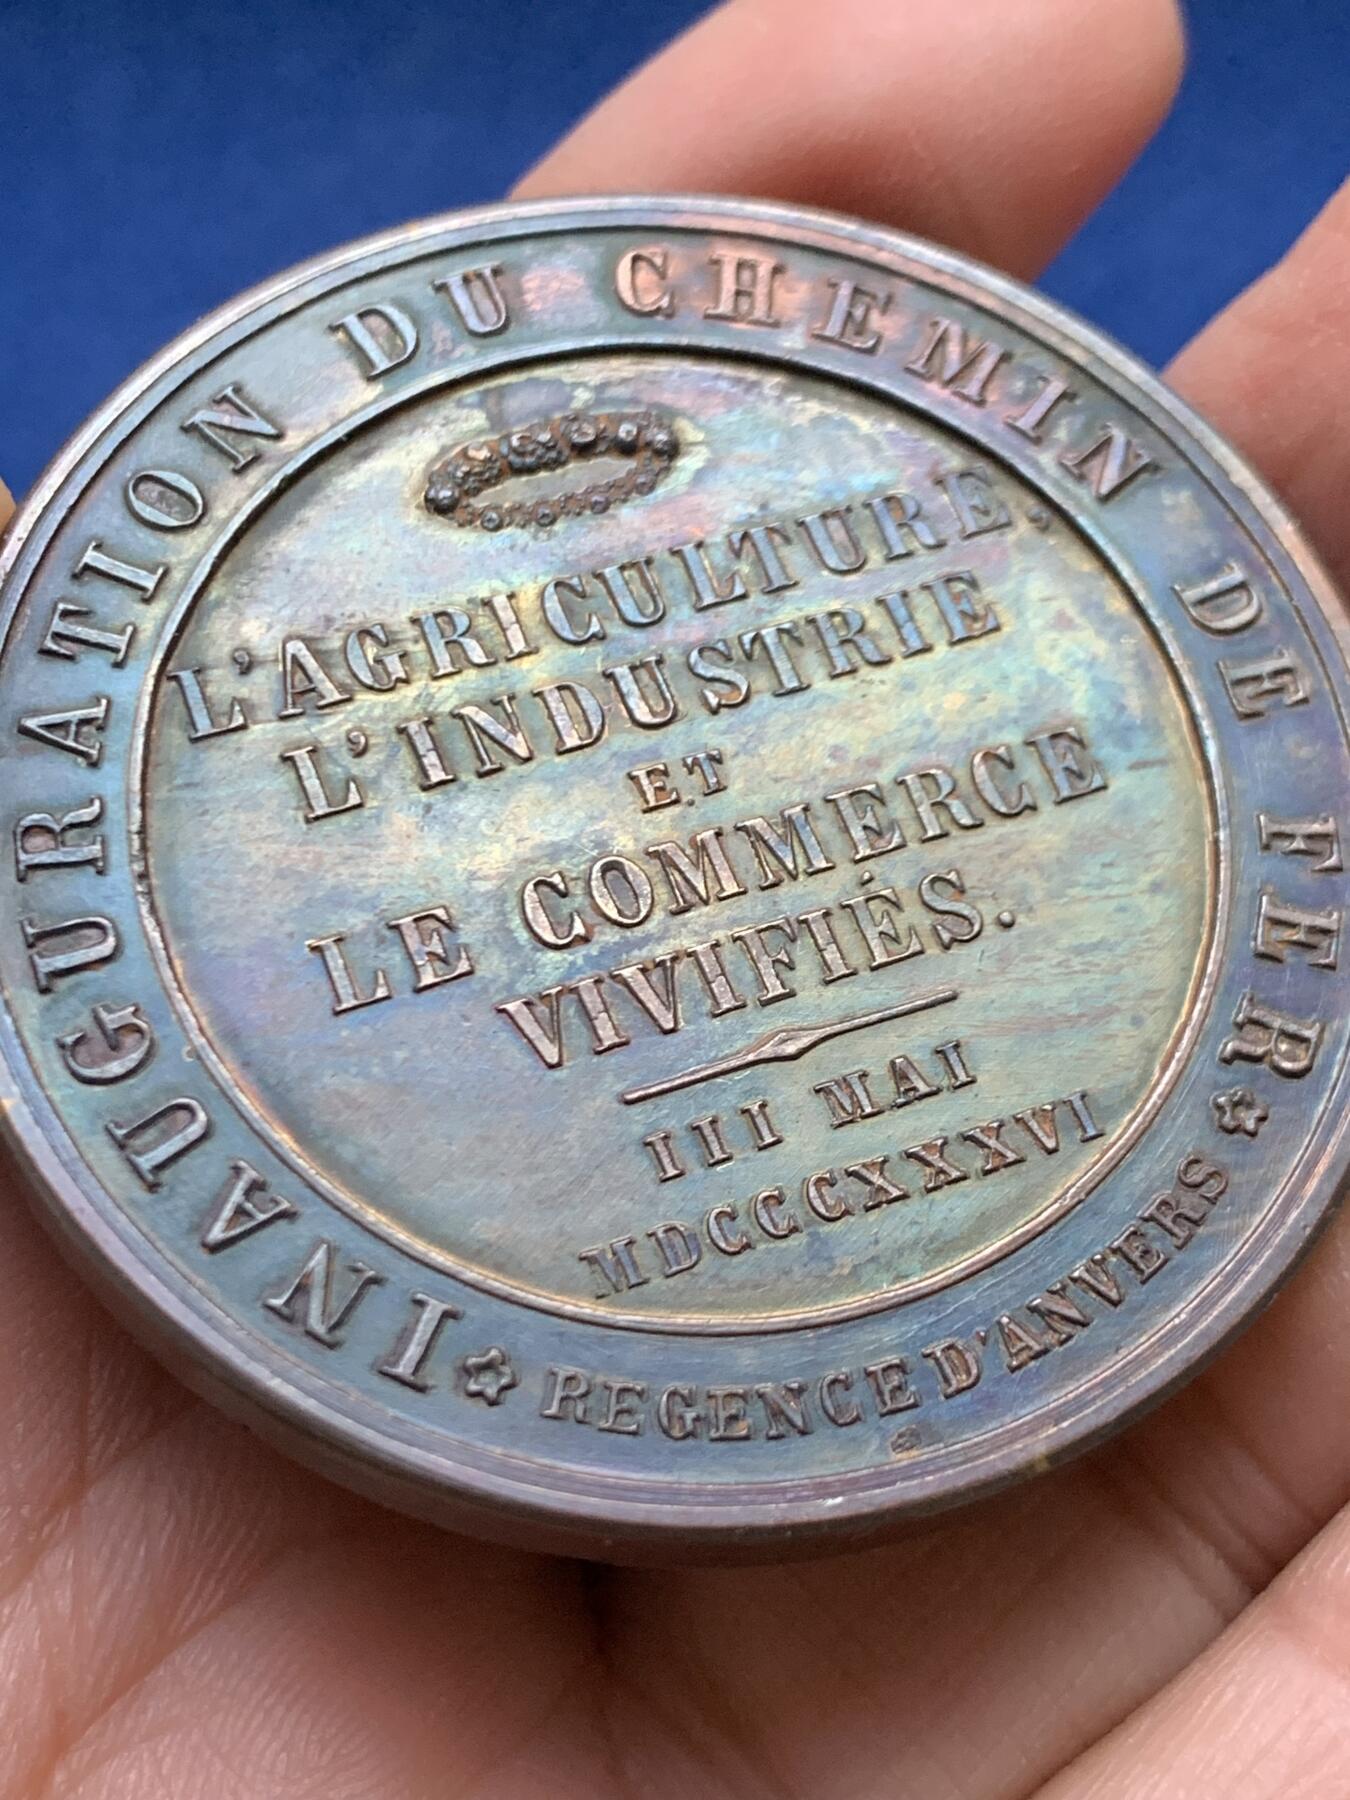 INAUGURATION DU CHEMIN DE FER
L'AGRICULTURE,
L'INDUSTRIE
ET
LE COMMERCE
VIVIFIÉS.
III MAI
MDCCCXXXVI
REGENCE D'ANVERS